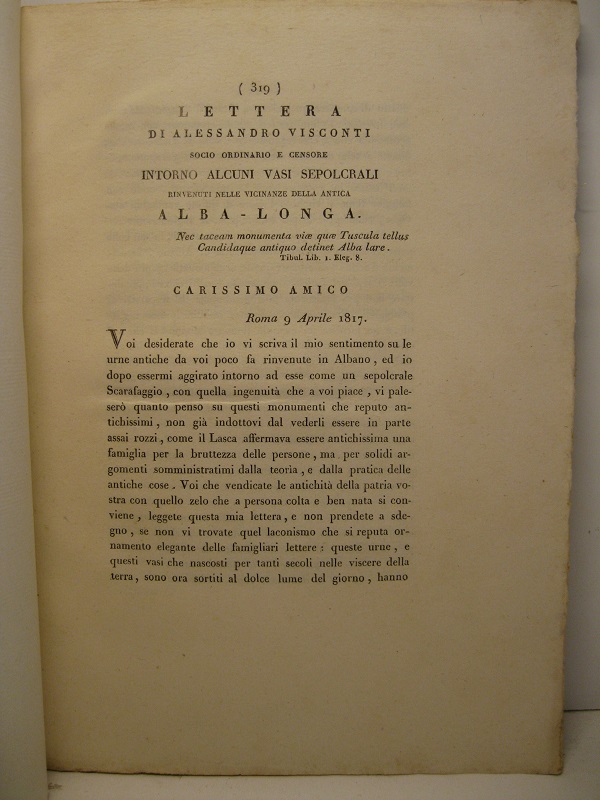 ( 319 )
LETTERA
DI ALESSANDRO VISCONTI
SOCIO ORDINARIO E CENSORE
INTORNO ALCUNI VASI SEPOLCRALI
RINVENUTI NELLE VICINANZE DELLA ANTICA
ALBA - LONGA.
Nec taceam monumenta viæ quæ Tuscula tellus
Candidaque antiquo detinet Alba lare.
Tibul. Lib. 1. Eleg. 8.
CARISSIMO AMICO
Roma 9 Aprile 1817.
Voi desiderate che io vi scriva il mio sentimento su le
urne antiche da voi poco fa rinvenute in Albano, ed io
dopo essermi aggirato intorno ad esse come un sepolcrale
Scarafaggio, con quella ingenuità che a voi piace, vi pale-
serò quanto penso su questi monumenti che reputo an-
tichissimi, non già indottovi dal vederli essere in parte
assai rozzi, come il Lasca affermava essere antichissima una
famiglia per la bruttezza delle persone, ma per solidi ar-
gomenti somministratimi dalla teorìa, e dalla pratica delle
antiche cose. Voi che vendicate le antichità della patria vo-
stra con quello zelo che a persona colta e ben nata si con-
viene, leggete questa mia lettera, e non prendete a sde-
gno, se non vi trovate quel laconismo che si reputa or-
namento elegante delle famigliari lettere: queste urne, e
questi vasi che nascosti per tanti secoli nelle viscere della
terra, sono ora sortiti al dolce lume del giorno, hanno